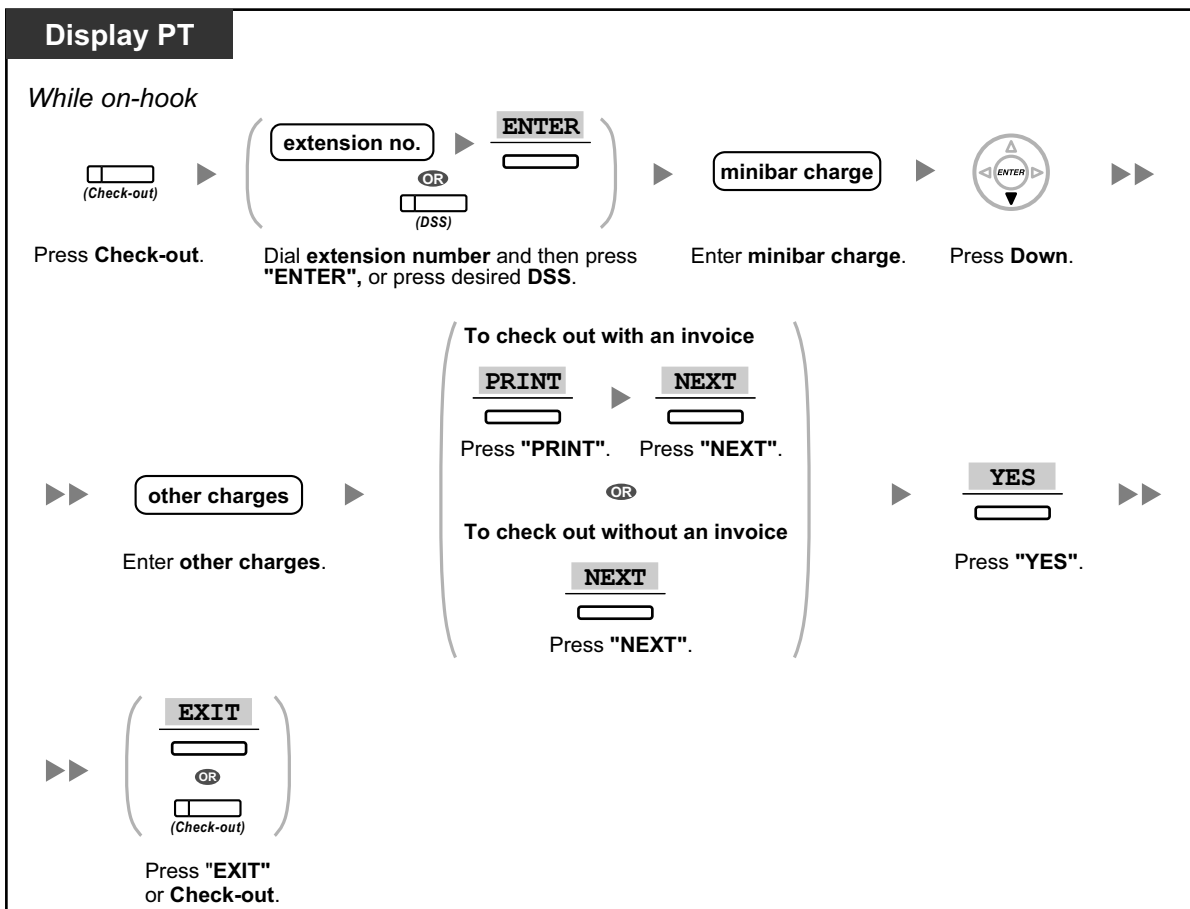 Display PT
While on-hook
(Check-out)
extension no.
ENTER
OR
(DSS)
minibar charge
ENTER
Press Check-out.
Dial extension number and then press
"ENTER", or press desired DSS.
Enter minibar charge.
Press Down.
other charges
Enter other charges.
To check out with an invoice
PRINT
NEXT
Press "PRINT".
Press "NEXT".
OR
To check out without an invoice
NEXT
Press "NEXT".
YES
Press "YES".
EXIT
OR
(Check-out)
Press "EXIT"
or Check-out.